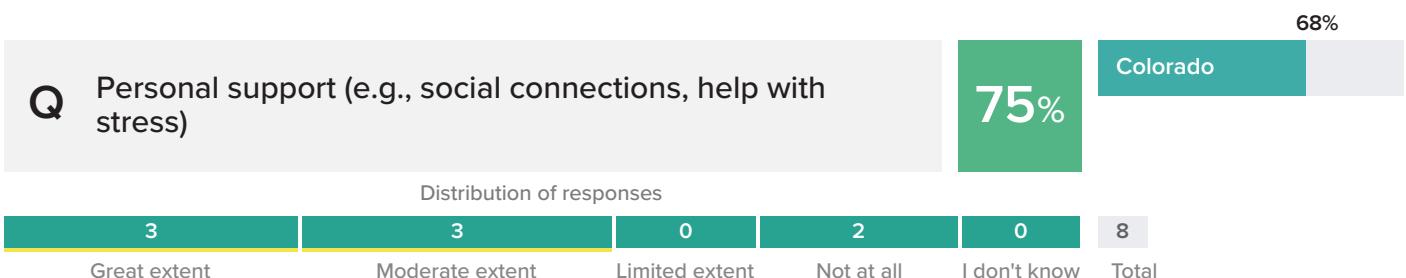 68%
Q
Personal support (e.g., social connections, help with
stress)
75%
Colorado
Distribution of responses
3 3 0 2 0 8
Great extent Moderate extent Limited extent Not at all I don't know Total